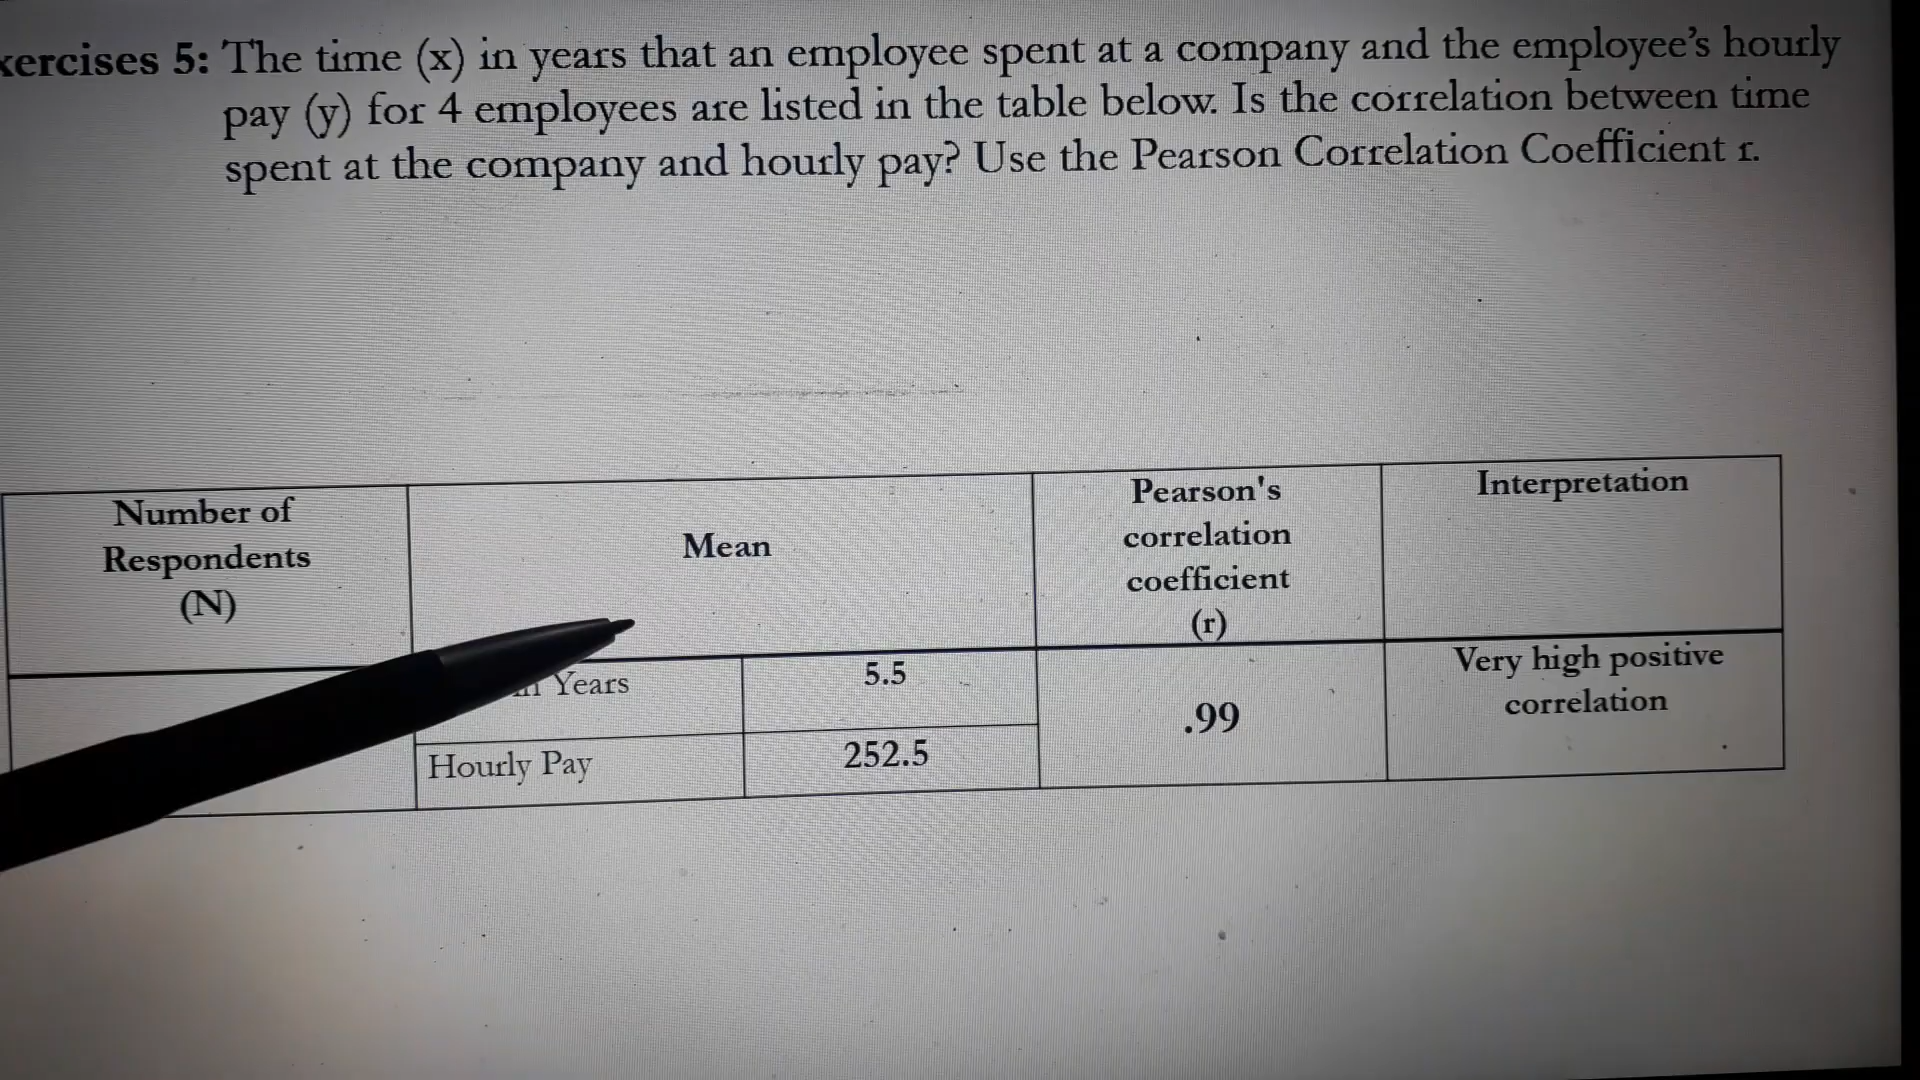 5: The time (x) in years that an employee spent at a company and the employee's hourly
pay (y) for 4 employees are listed in the table below. Is the correlation between time
spent at the company and hourly pay? Use the Pearson Correlation Coefficient r.
Number of
Respondents
(N)
Mean
Pearson's
correlation
coefficient
(r)
Interpretation
Years
5.5
Hourly Pay
252.5
.99
Very high positive
correlation